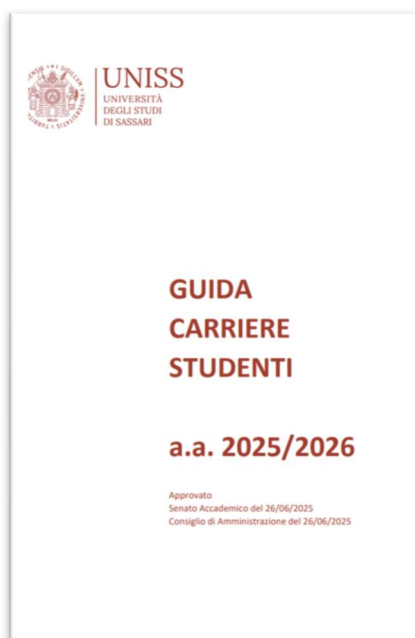 UNISS
UNIVERSITÀ
DEGLI STUDI
DI SASSARI
GUIDA
CARRIERE
STUDENTI
a.a. 2025/2026
Approvato
Senato Accademico del 26/06/2025
Consiglio di Amministrazione del 26/06/2025